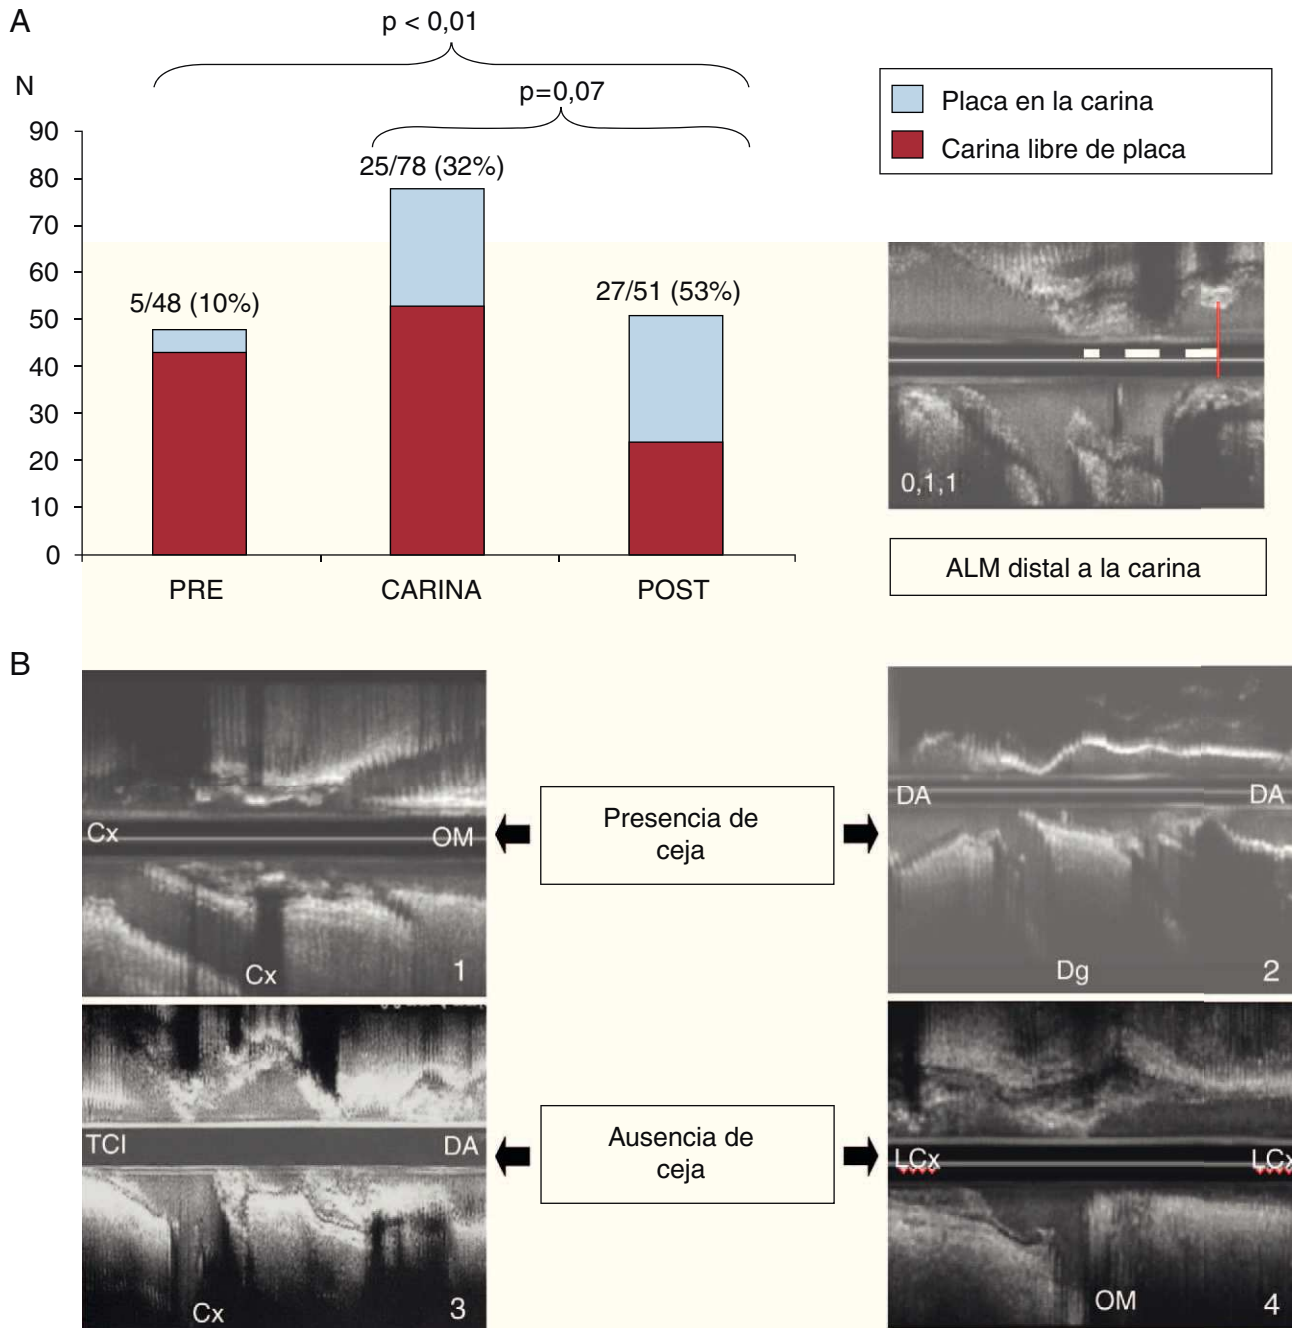 A
p < 0,01
N
p=0,07
90
80
70
60
50
40
30
20
10
0
5/48 (10%)
25/78 (32%)
27/51 (53%)
PRE
CARINA
POST
Placa en la carina
Carina libre de placa
0,1,1
ALM distal a la carina
B
Cx
OM
Cx
1
Presencia de
ceja
DA
DA
Dg
2
TCI
DA
Cx
3
Ausencia de
ceja
LCx
LCx
OM
4